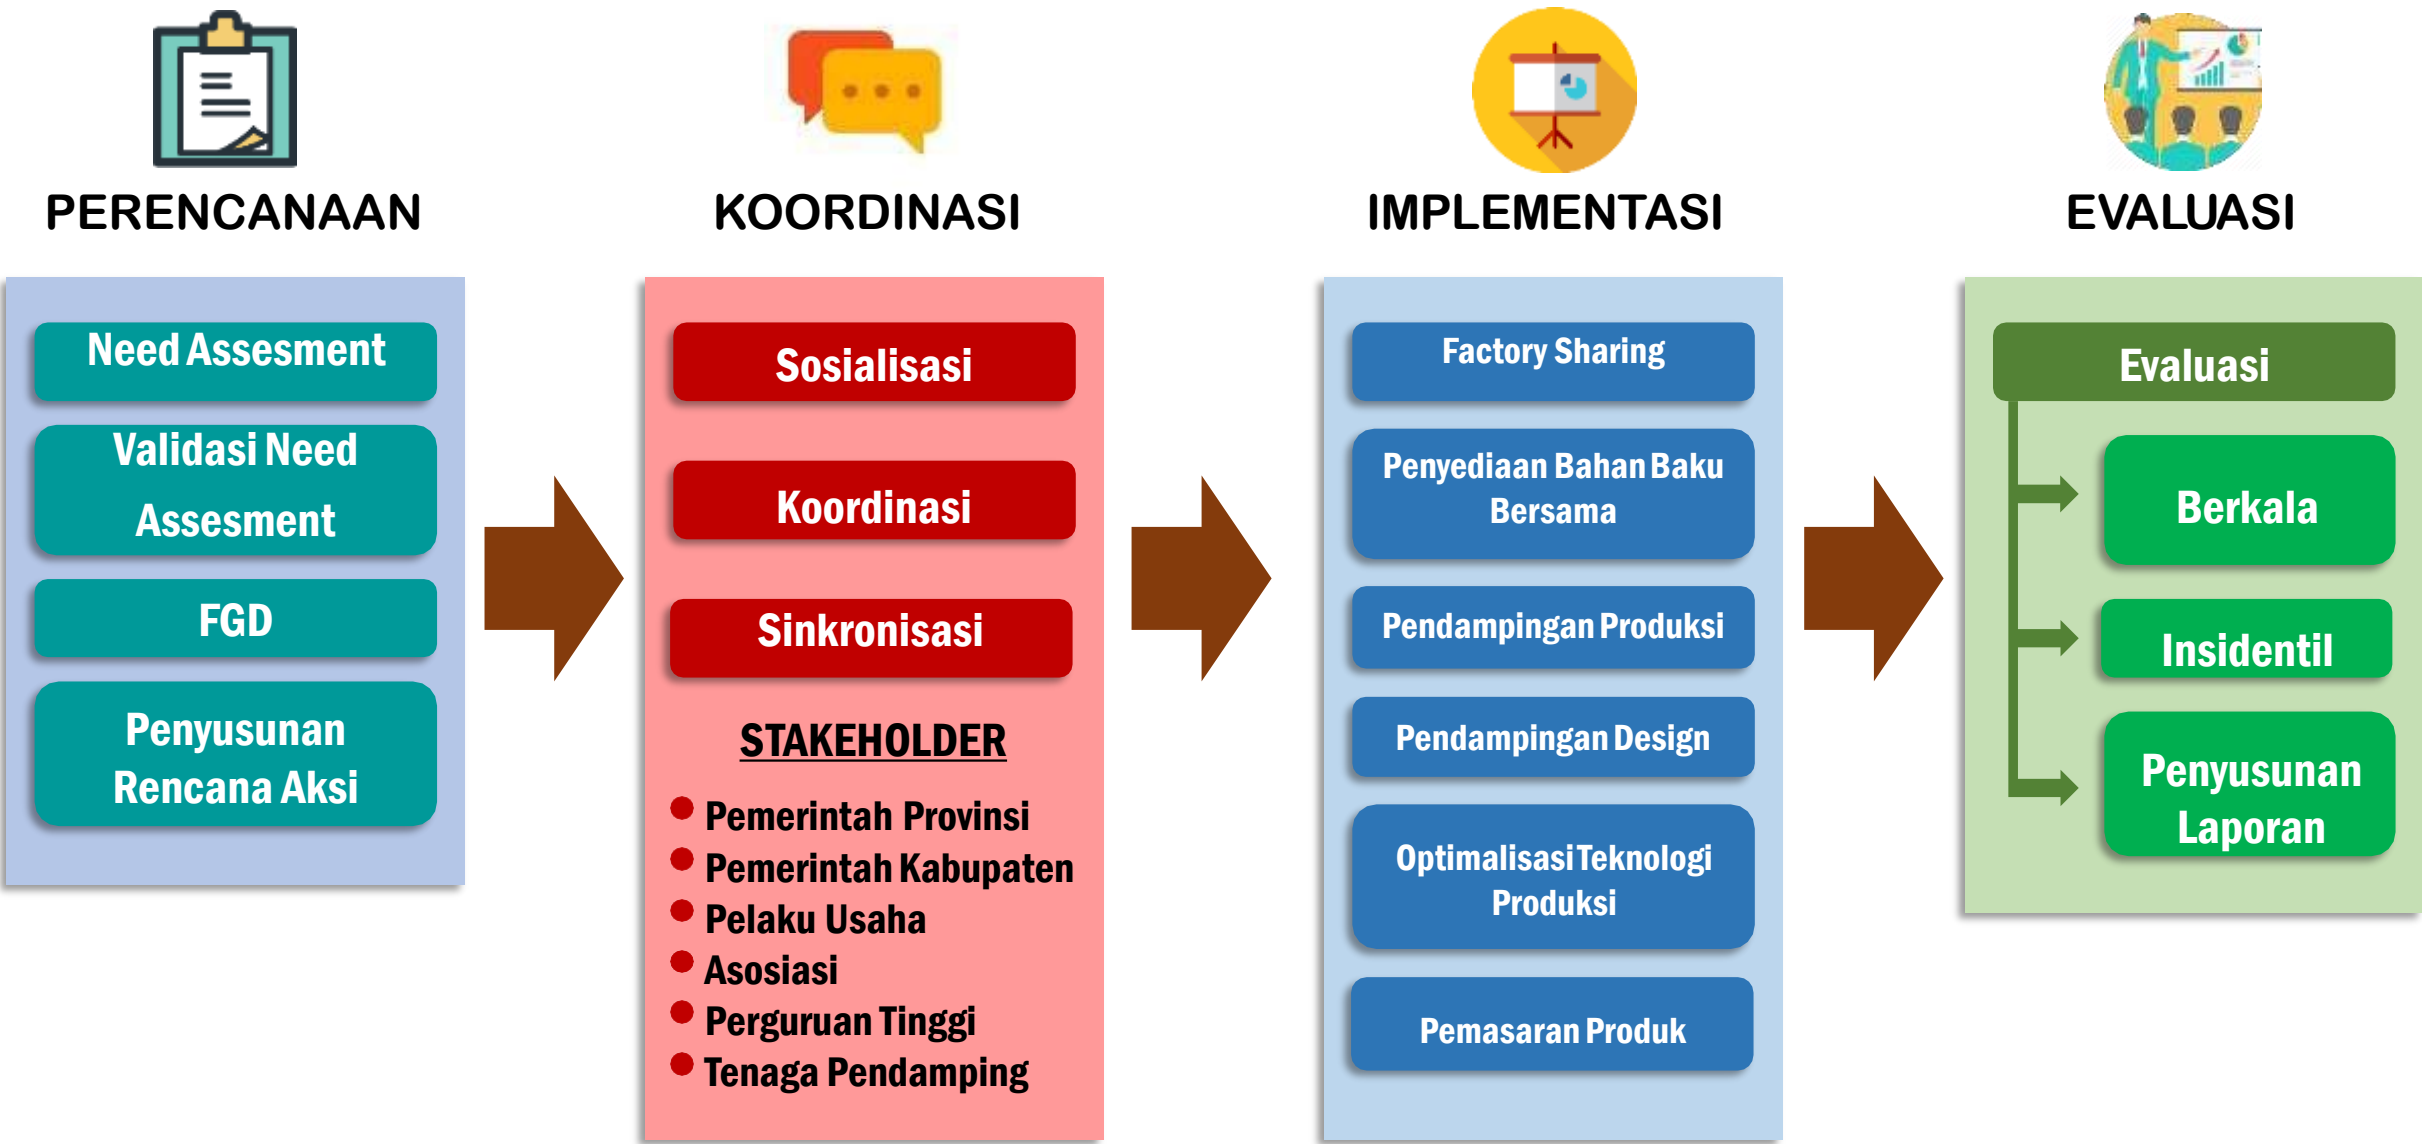 PERENCANAAN
Need Assesment
Validasi Need
Assesment
FGD
Penyusunan
Rencana Aksi
KOORDINASI
Sosialisasi
Koordinasi
Sinkronisasi
STAKEHOLDER
Pemerintah Provinsi
Pemerintah Kabupaten
Pelaku Usaha
Asosiasi
Perguruan Tinggi
Tenaga Pendamping
IMPLEMENTASI
Factory Sharing
Penyediaan Bahan Baku
Bersama
Pendampingan Produksi
Pendampingan Design
Optimalisasi Teknologi
Produksi
Pemasaran Produk
EVALUASI
Evaluasi
Berkala
Insidentil
Penyusunan
Laporan